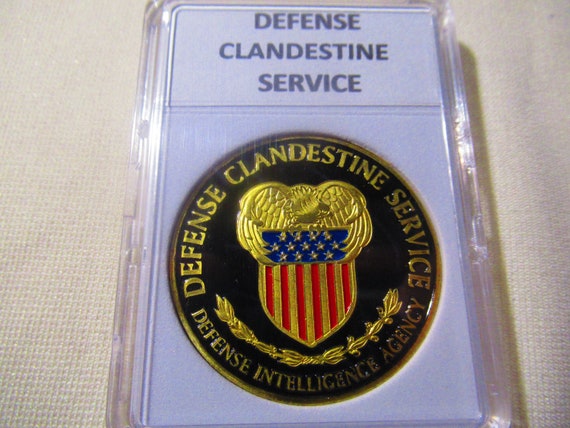 DEFENSE
CLANDESTINE
SERVICE
DEFENSE CLANDESTINE SERVICE
DEFENSE INTELLIGENCE AGENCY